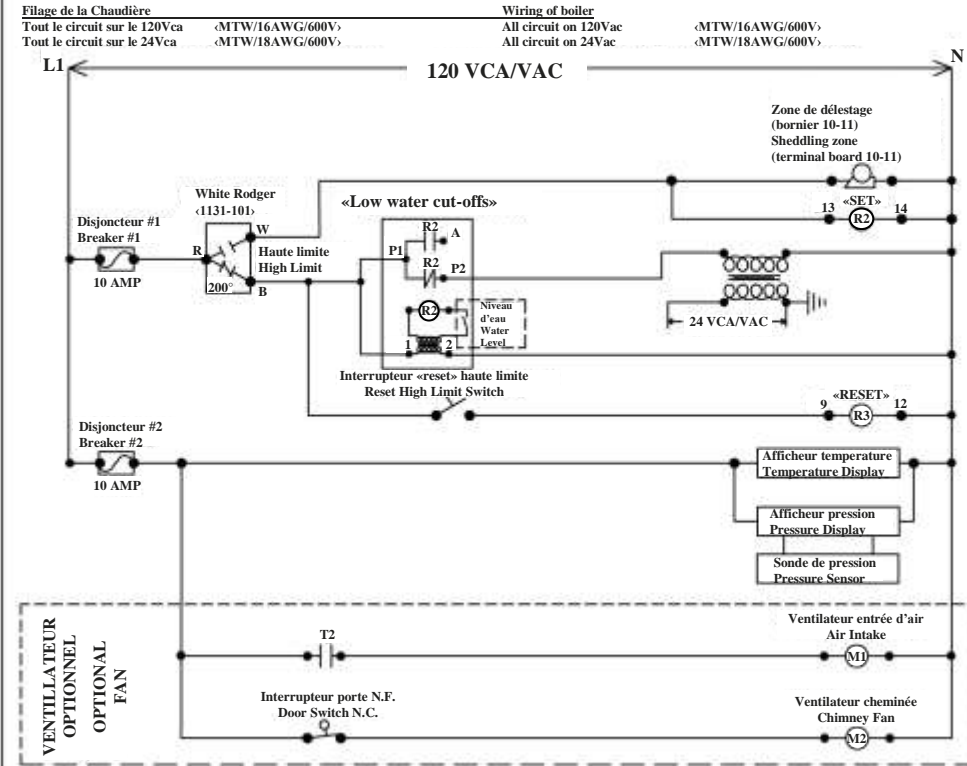 Filage de la Chaudière
Wiring of boiler
Tout le circuit sur le 120Vca ‹MTW/16AWG/600V›
All circuit on 120Vac ‹MTW/16AWG/600V›
Tout le circuit sur le 24Vca ‹MTW/18AWG/600V›
All circuit on 24Vac ‹MTW/18AWG/600V›
L1
120 VCA/VAC
N
Zone de délestage
(bornier 10-11)
Sheddling zone
(terminal board 10-11)
White Rodger
‹1131-101›
«Low water cut-offs»
«SET»
13
R2
14
Disjoncteur #1
Breaker #1
10 AMP
R
W
B
200°
Haute limite
High Limit
P1
R2
A
R2
P2
R2
Niveau
d'eau
Water
Level
1
2
24 VCA/VAC
Interrupteur «reset» haute limite
Reset High Limit Switch
«RESET»
9
R3
12
Disjoncteur #2
Breaker #2
10 AMP
Afficheur temperature
Temperature Display
Afficheur pression
Pressure Display
Sonde de pression
Pressure Sensor
VENTILLATEUR
OPTIONNEL
OPTIONAL
FAN
T2
Ventilateur entrée d'air
Air Intake
M1
Interrupteur porte N.F.
Door Switch N.C.
Ventilateur cheminée
Chimney Fan
M2